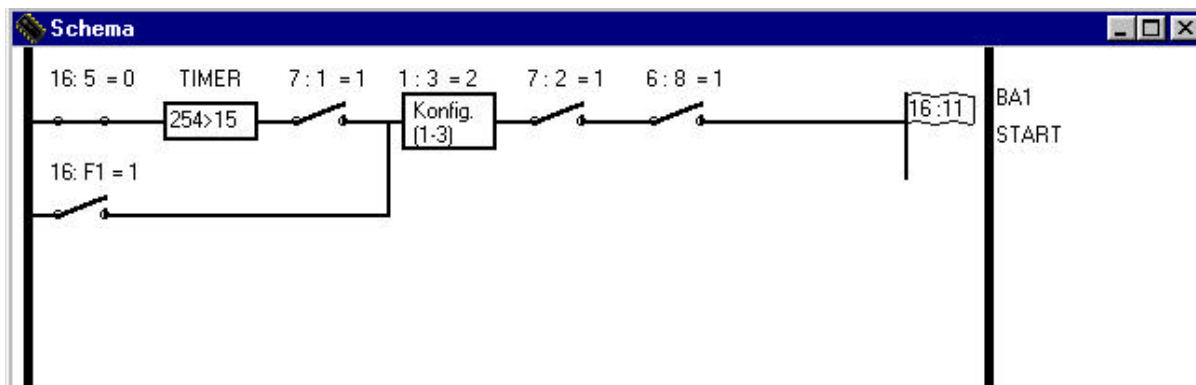 Schema
16: 5 = 0 TIMER 7 : 1 = 1 1 : 3 = 2 7 : 2 = 1 6 : 8 = 1
254>15 Konfig. (1-3) 16 :11 BA1
START
16: F1 = 1